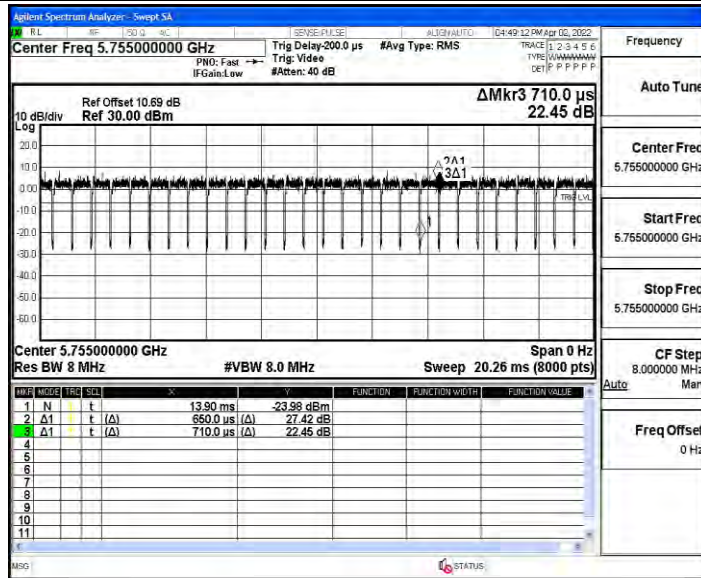 Agilent Spectrum Analyzer - Swept SA
RL RF 50 Ω AC SENSE:PULSE ALIGNAUTO 04:49:12 PM Apr 02, 2022
Center Freq 5.755000000 GHz
PNO: Fast
IFGain:Low
Trig Delay-200.0 µs
Trig: Video
#Atten: 40 dB
#Avg Type: RMS
TRACE 1 2 3 4 5 6
TYPE WWWWWW
DET P P P P P P
Ref Offset 10.69 dB
10 dB/div Ref 30.00 dBm
Log
ΔMkr3 710.0 µs
22.45 dB
20.0
10.0
0.00
-10.0
-20.0
-30.0
-40.0
-50.0
-60.0
2Δ1
3Δ1
1
TRIG LVL
Center 5.755000000 GHz Span 0 Hz
Res BW 8 MHz #VBW 8.0 MHz Sweep 20.26 ms (8000 pts)
MKR MODE TRC SCL X Y FUNCTION FUNCTION WIDTH FUNCTION VALUE
1 N t 13.90 ms -23.98 dBm
2 Δ1 t (Δ) 650.0 µs (Δ) 27.42 dB
3 Δ1 t (Δ) 710.0 µs (Δ) 22.45 dB
4
5
6
7
8
9
10
11
MSG STATUS
Frequency
Auto Tune
Center Freq
5.755000000 GHz
Start Freq
5.755000000 GHz
Stop Freq
5.755000000 GHz
CF Step
8.000000 MHz
Auto Man
Freq Offset
0 Hz